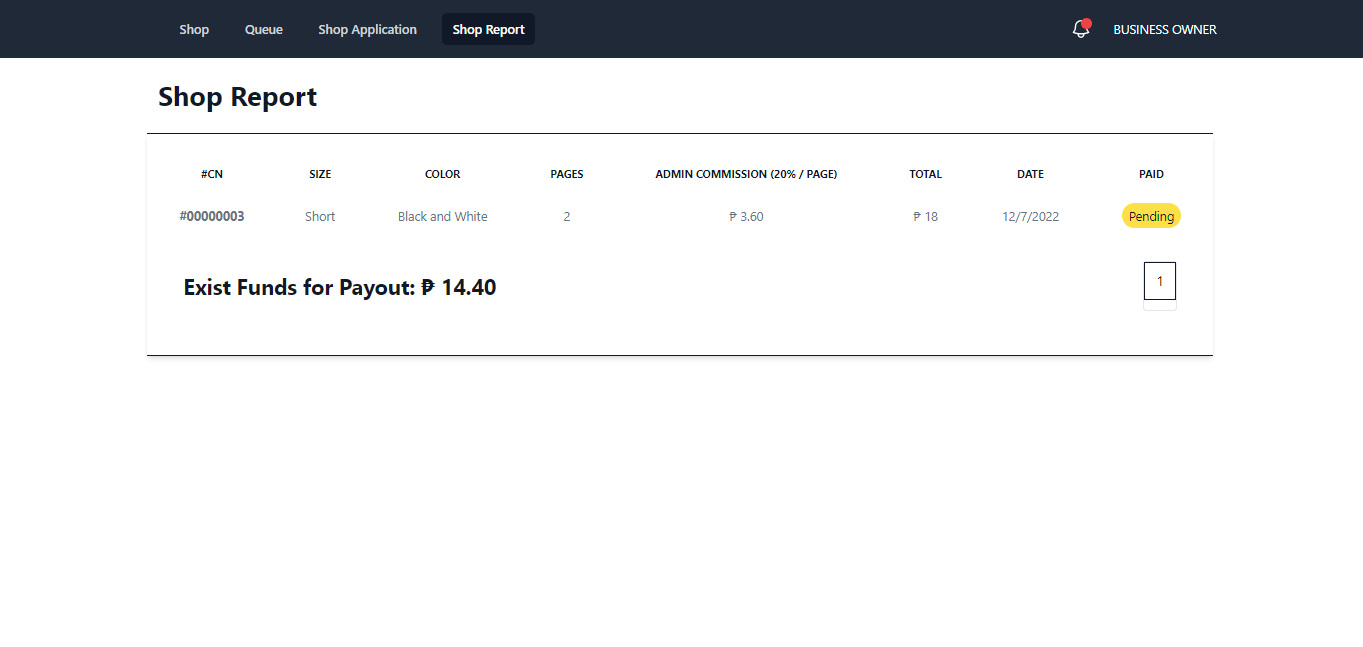 Shop Queue Shop Application Shop Report BUSINESS OWNER
Shop Report
#CN SIZE COLOR PAGES ADMIN COMMISSION (20% / PAGE) TOTAL DATE PAID
#00000003 Short Black and White 2 ₱ 3.60 ₱ 18 12/7/2022 Pending
Exist Funds for Payout: ₱ 14.40
1